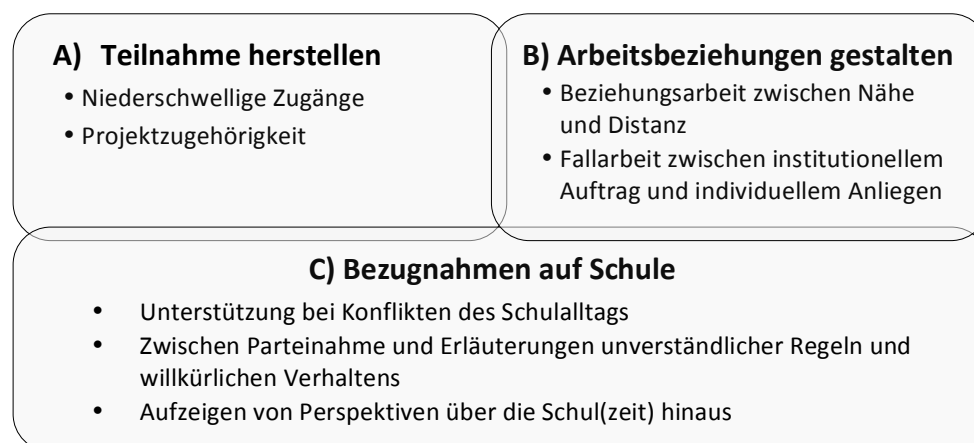 A) Teilnahme herstellen
• Niederschwellige Zugänge
• Projektzugehörigkeit
B) Arbeitsbeziehungen gestalten
• Beziehungsarbeit zwischen Nähe
und Distanz
• Fallarbeit zwischen institutionellem
Auftrag und individuellem Anliegen
C) Bezugnahmen auf Schule
• Unterstützung bei Konflikten des Schulalltags
• Zwischen Parteinahme und Erläuterungen unverständlicher Regeln und
willkürlichen Verhaltens
• Aufzeigen von Perspektiven über die Schul(zeit) hinaus